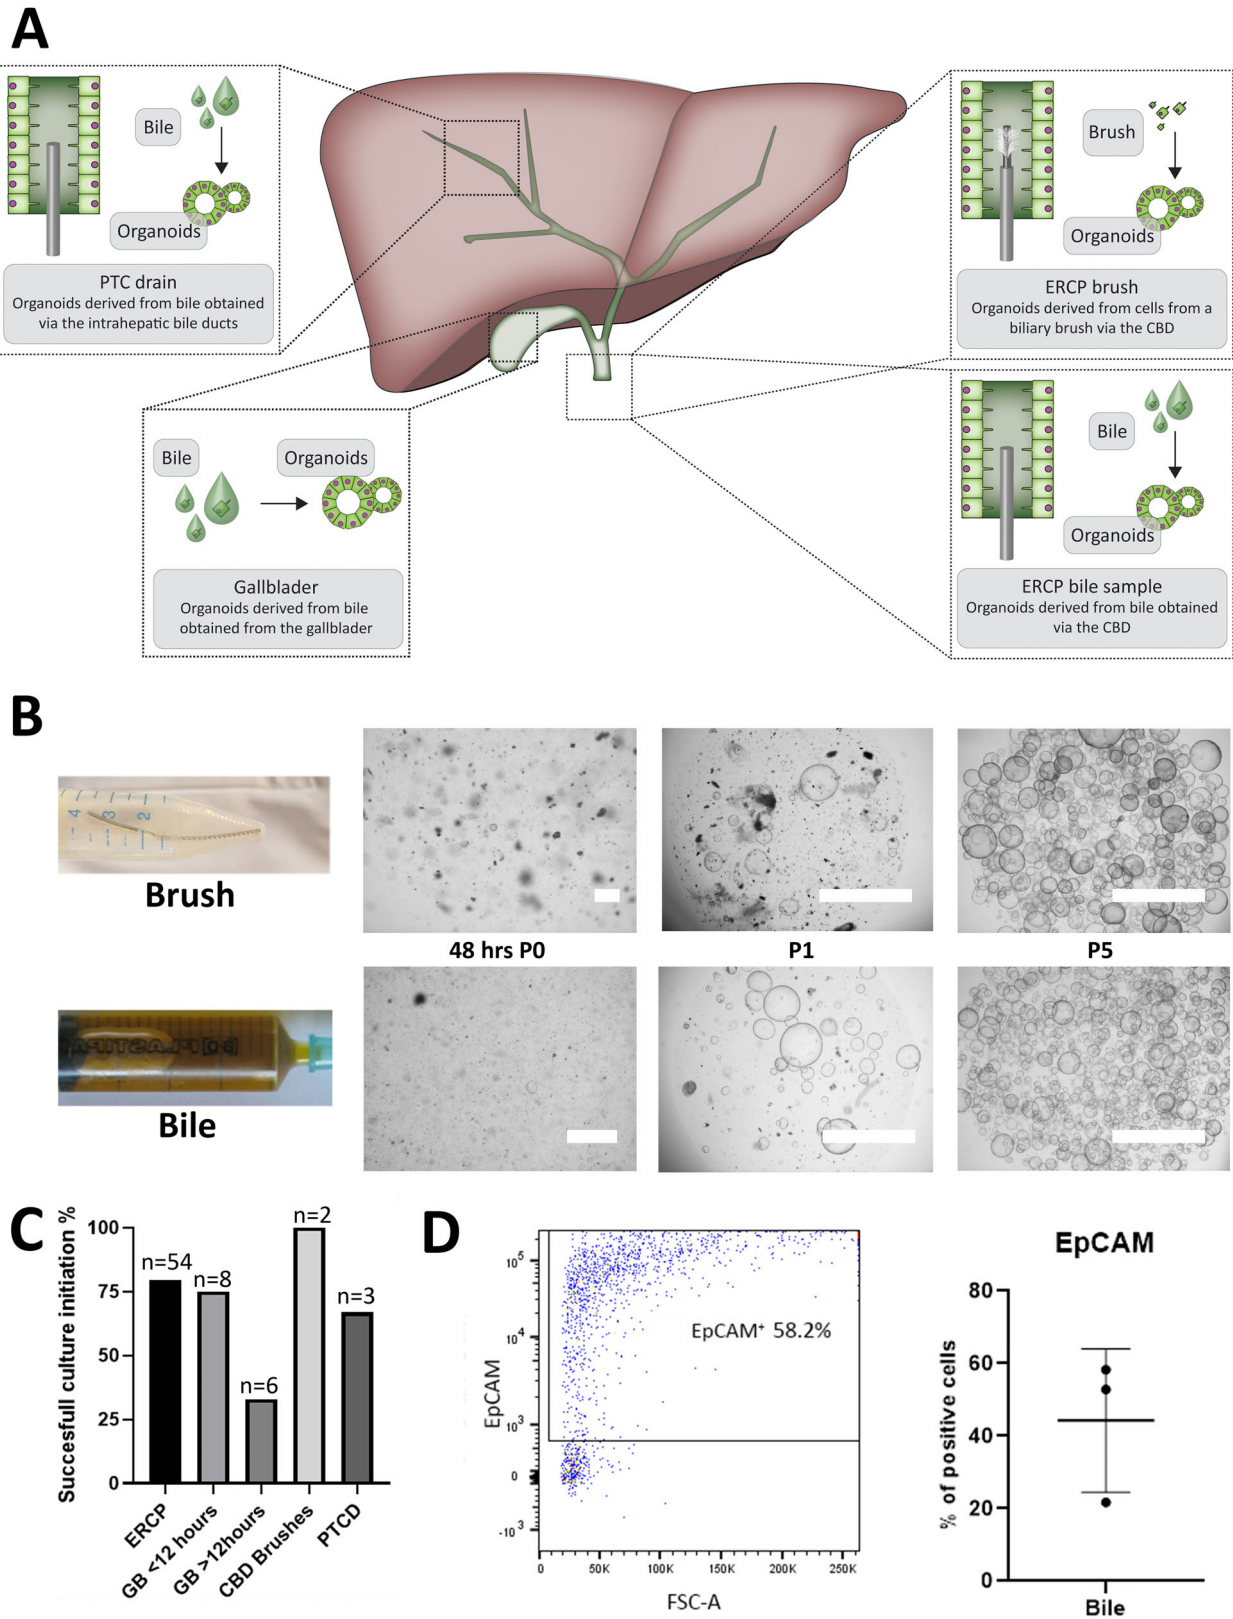 A
Bile
Organoids
PTC drain
Organoids derived from bile obtained
via the intrahepatic bile ducts
Brush
Organoids
ERCP brush
Organoids derived from cells from a
biliary brush via the CBD
Bile
Organoids
Gallblader
Organoids derived from bile
obtained from the gallblader
Bile
Organoids
ERCP bile sample
Organoids derived from bile obtained
via the CBD
B
4 3 2
Brush
48 hrs P0
P1
P5
PLASTIPA
Bile
C
Succesfull culture initiation %
100
75
50
25
0
n=54
n=8
n=6
n=2
n=3
ERCP
GB <12 hours
GB >12hours
CBD Brushes
PTCD
D
EpCAM
10⁵
10⁴
10³
0
-10³
EpCAM⁺ 58.2%
0 50K 100K 150K 200K 250K
FSC-A
EpCAM
% of positive cells
80
60
40
20
0
Bile